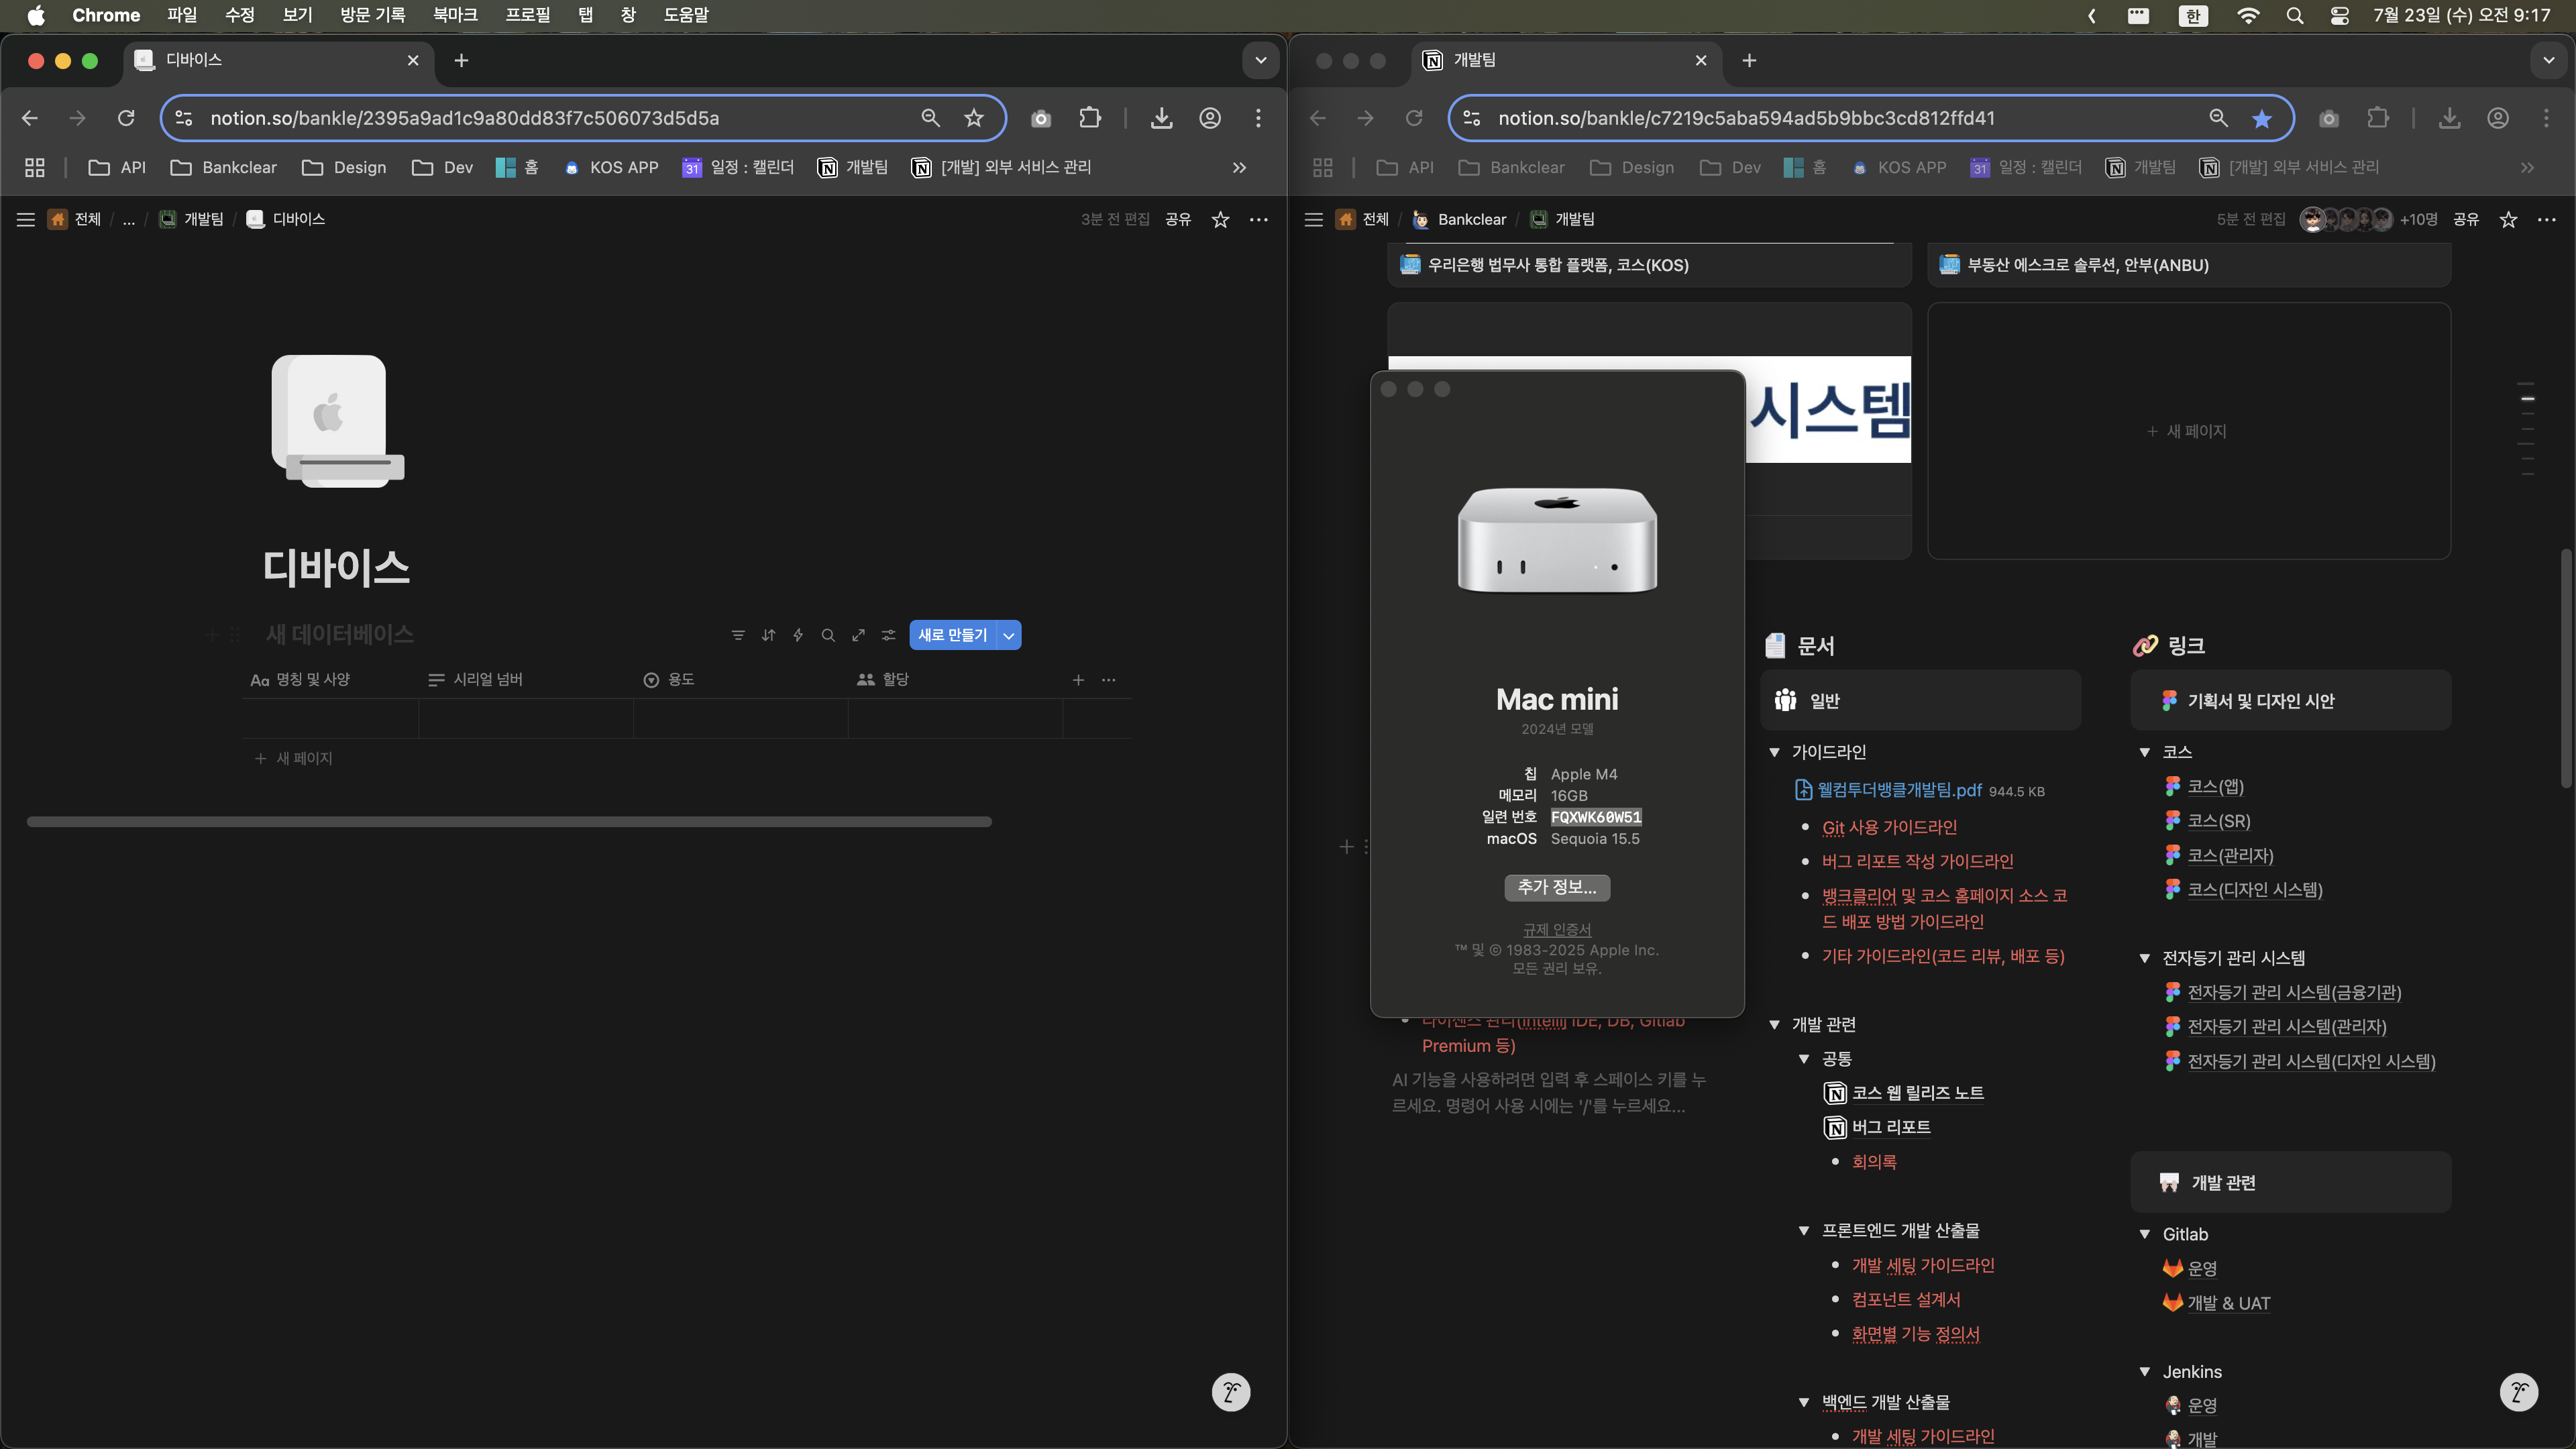 Chrome 파일 수정 보기 방문 기록 북마크 프로필 탭 창 도움말 한 7월 23일 (수) 오전 9:17
디바이스
notion.so/bankle/2395a9ad1c9a80dd83f7c506073d5d5a
API Bankclear Design Dev 홈 KOS APP 31 일정 : 캘린더 개발팀 [개발] 외부 서비스 관리
전체 / ... / 개발팀 / 디바이스 3분 전 편집 공유
디바이스
새 데이터베이스
새로 만들기
Aa 명칭 및 사양 시리얼 넘버 용도 할당
+ 새 페이지
개발팀
notion.so/bankle/c7219c5aba594ad5b9bbc3cd812ffd41
API Bankclear Design Dev 홈 KOS APP 31 일정 : 캘린더 개발팀 [개발] 외부 서비스 관리
전체 / Bankclear / 개발팀 5분 전 편집 +10명 공유
우리은행 법무사 통합 플랫폼, 코스(KOS)
부동산 에스크로 솔루션, 안부(ANBU)
시스템
+ 새 페이지
Mac mini
2024년 모델
칩 Apple M4
메모리 16GB
일련 번호 FQXWK60W51
macOS Sequoia 15.5
추가 정보...
규제 인증서
™ 및 © 1983-2025 Apple Inc.
모든 권리 보유.
라이센스 관리(Intellij IDE, DB, Gitlab
Premium 등)
AI 기능을 사용하려면 입력 후 스페이스 키를 누
르세요. 명령어 사용 시에는 '/'를 누르세요...
문서
일반
가이드라인
웰컴투더뱅클개발팀.pdf 944.5 KB
Git 사용 가이드라인
버그 리포트 작성 가이드라인
뱅크클리어 및 코스 홈페이지 소스 코
드 배포 방법 가이드라인
기타 가이드라인(코드 리뷰, 배포 등)
개발 관련
공통
코스 웹 릴리즈 노트
버그 리포트
회의록
프론트엔드 개발 산출물
개발 세팅 가이드라인
컴포넌트 설계서
화면별 기능 정의서
백엔드 개발 산출물
개발 세팅 가이드라인
링크
기획서 및 디자인 시안
코스
코스(앱)
코스(SR)
코스(관리자)
코스(디자인 시스템)
전자등기 관리 시스템
전자등기 관리 시스템(금융기관)
전자등기 관리 시스템(관리자)
전자등기 관리 시스템(디자인 시스템)
개발 관련
Gitlab
운영
개발 & UAT
Jenkins
운영
개발